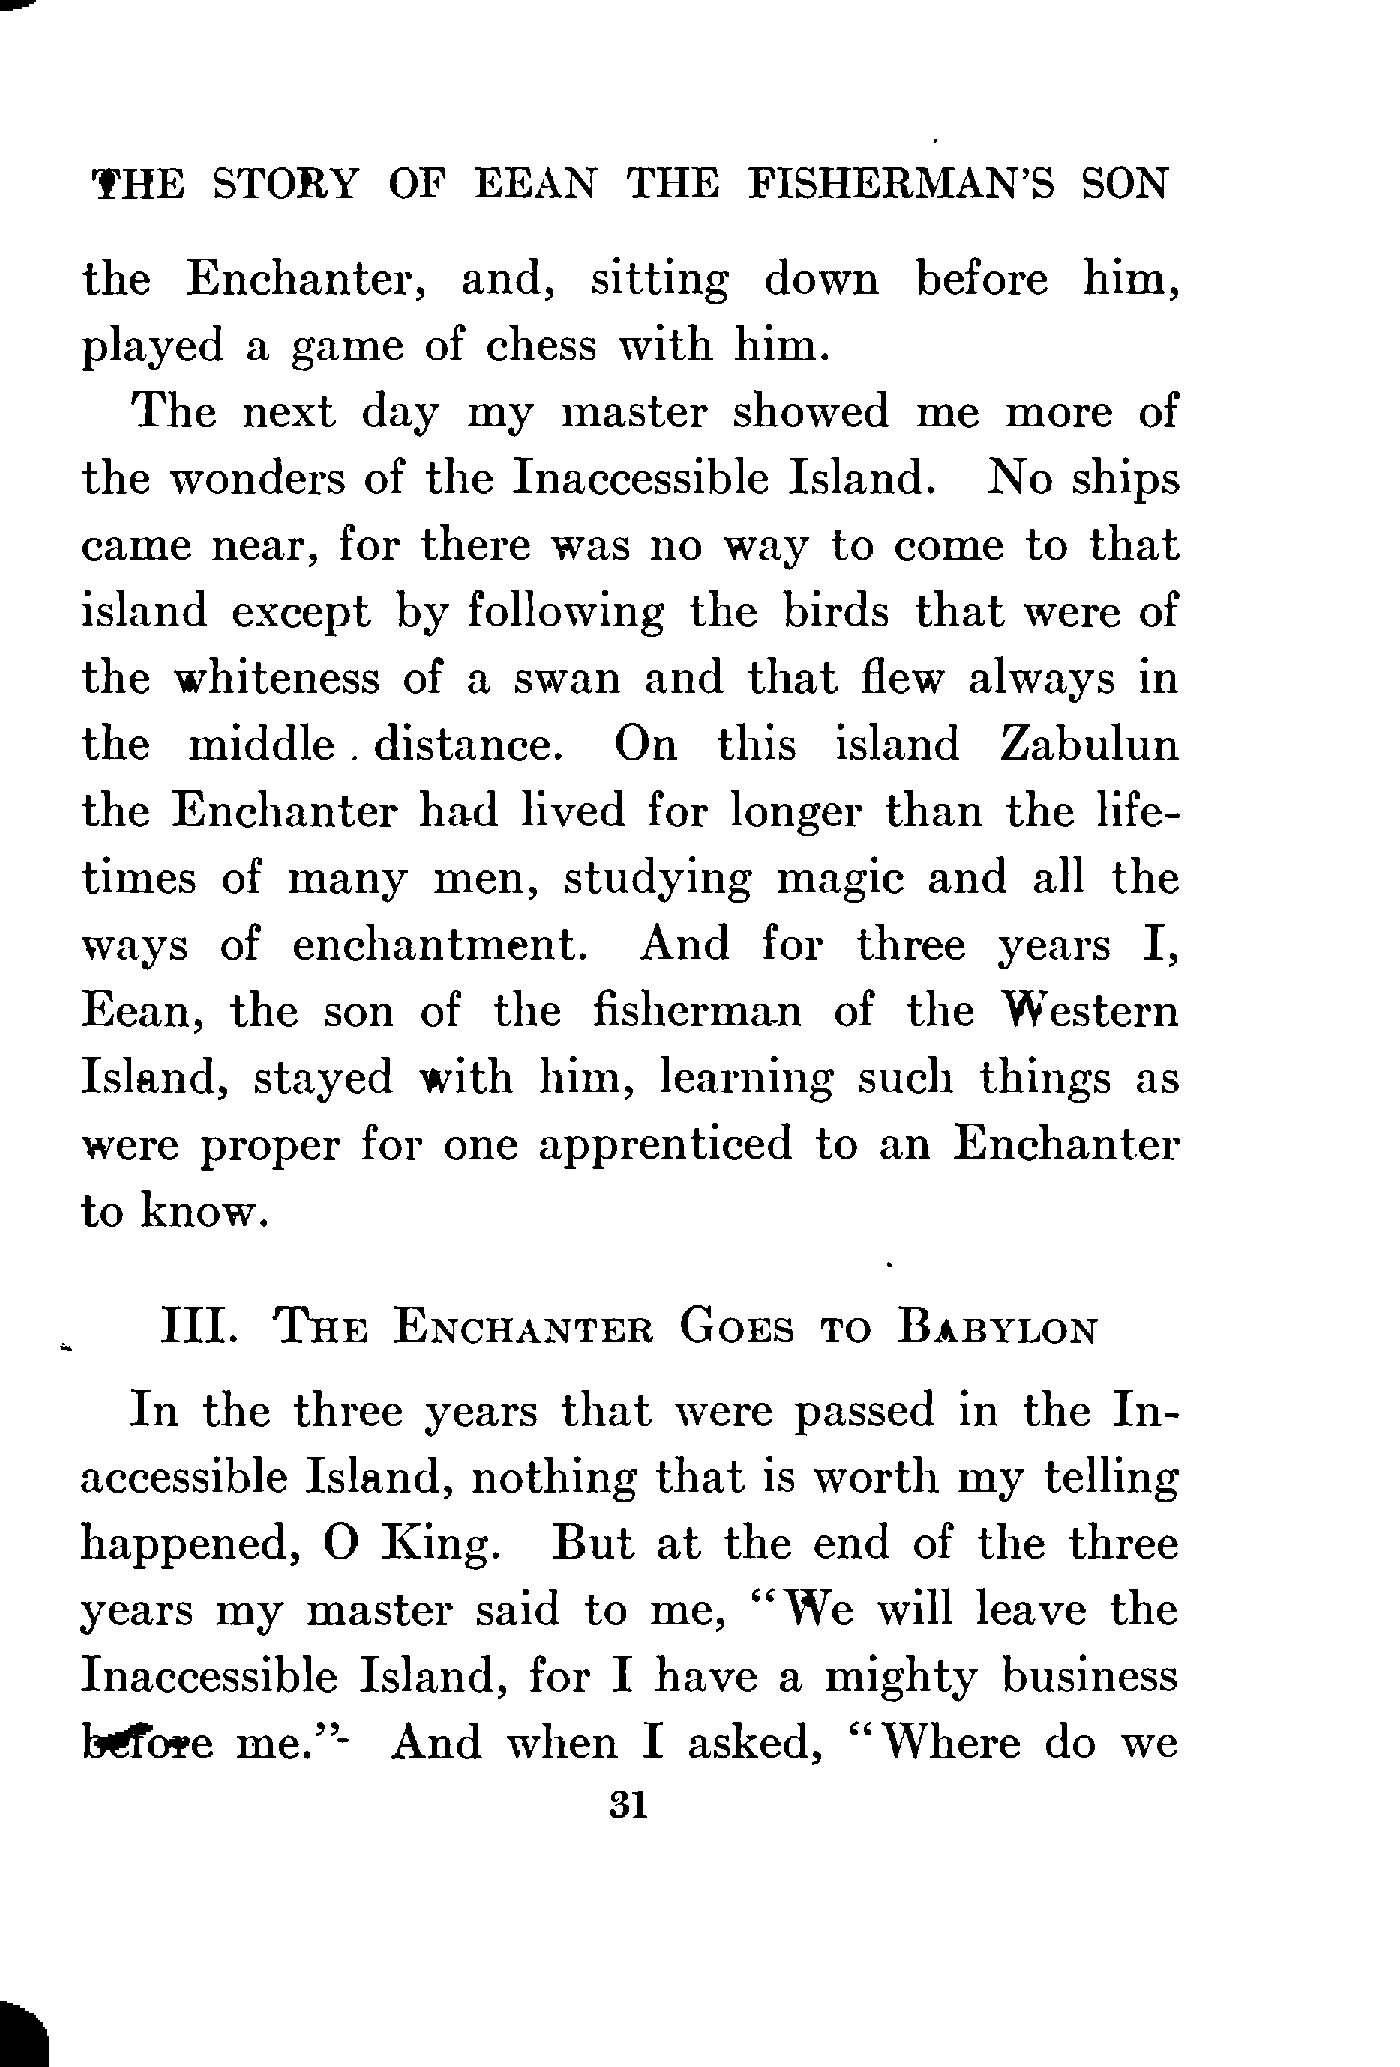 THE STORY OF EEAN THE FISHERMAN'S SON
the Enchanter, and, sitting down before him,
played a game of chess with him.
The next day my master showed me more of
the wonders of the Inaccessible Island. No ships
came near, for there was no way to come to that
island except by following the birds that were of
the whiteness of a swan and that flew always in
the middle distance. On this island Zabulun
the Enchanter had lived for longer than the life-
times of many men, studying magic and all the
ways of enchantment. And for three years I,
Eean, the son of the fisherman of the Western
Island, stayed with him, learning such things as
were proper for one apprenticed to an Enchanter
to know.
III. THE ENCHANTER GOES TO BABYLON
In the three years that were passed in the In-
accessible Island, nothing that is worth my telling
happened, O King. But at the end of the three
years my master said to me, "We will leave the
Inaccessible Island, for I have a mighty business
before me." And when I asked, "Where do we
31